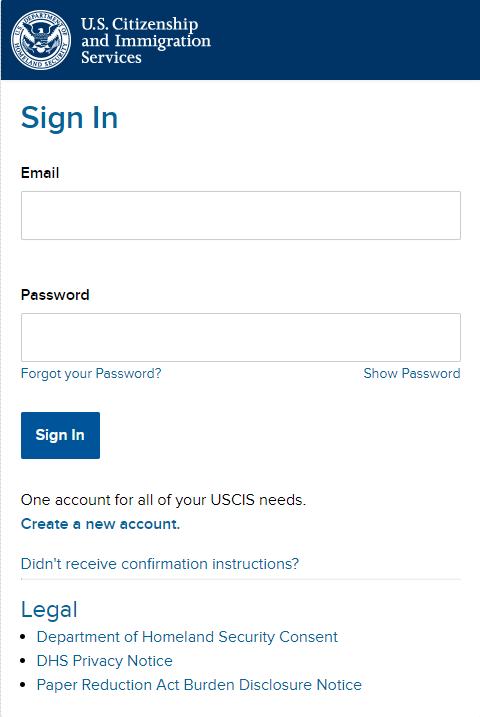 U.S. Citizenship
and Immigration
Services
Sign In
Email
Password
Forgot your Password? Show Password
Sign In
One account for all of your USCIS needs.
Create a new account.
Didn't receive confirmation instructions?
Legal
Department of Homeland Security Consent
DHS Privacy Notice
Paper Reduction Act Burden Disclosure Notice